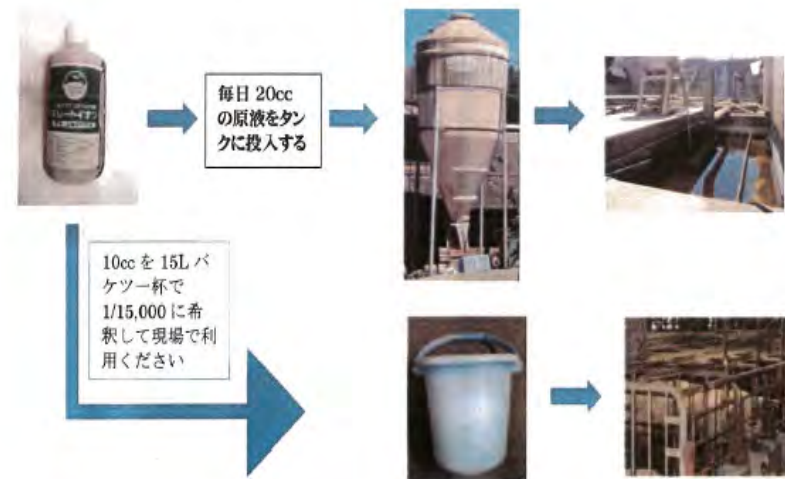 毎日 20cc
の原液をタン
クに投入する
10cc を 15L バ
ケツ一杯で
1/15,000 に希
釈して現場で利
用ください